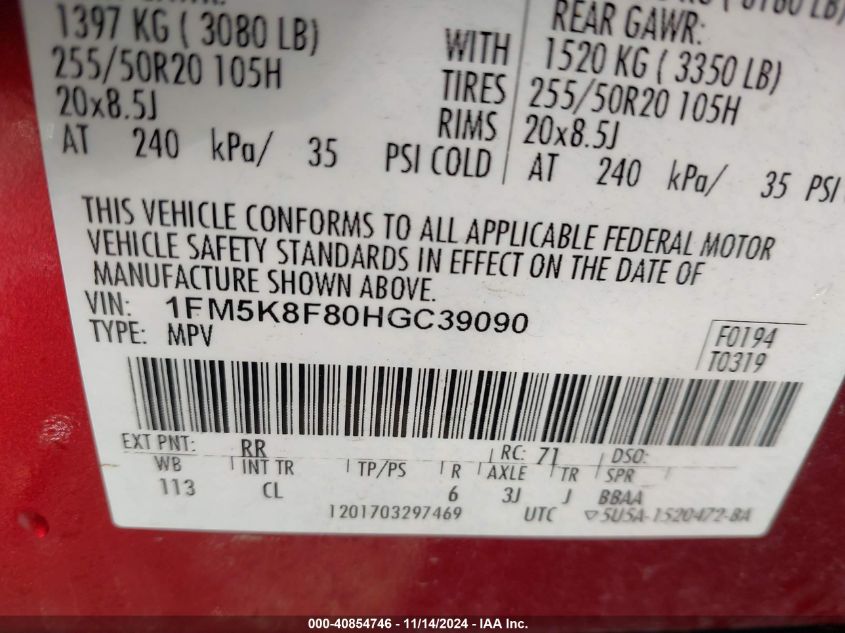 1397 KG ( 3080 LB)
255/50R20 105H
20x8.5J
AT 240 kPa/ 35 PSI COLD
WITH
TIRES
RIMS
REAR GAWR:
1520 KG ( 3350 LB)
255/50R20 105H
20x8.5J
AT 240 kPa/ 35 PSI
THIS VEHICLE CONFORMS TO ALL APPLICABLE FEDERAL MOTOR
VEHICLE SAFETY STANDARDS IN EFFECT ON THE DATE OF
MANUFACTURE SHOWN ABOVE.
VIN: 1FM5K8F80HGC39090
TYPE: MPV
F0194
T0319
EXT PNT: RR RC: 71 DSO:
WB INT TR TP/PS R AXLE TR SPR
113 CL 6 3J J BBAA
1201703297469 UTC ▽5U5A-1520472-BA
000-40854746 - 11/14/2024 - IAA Inc.